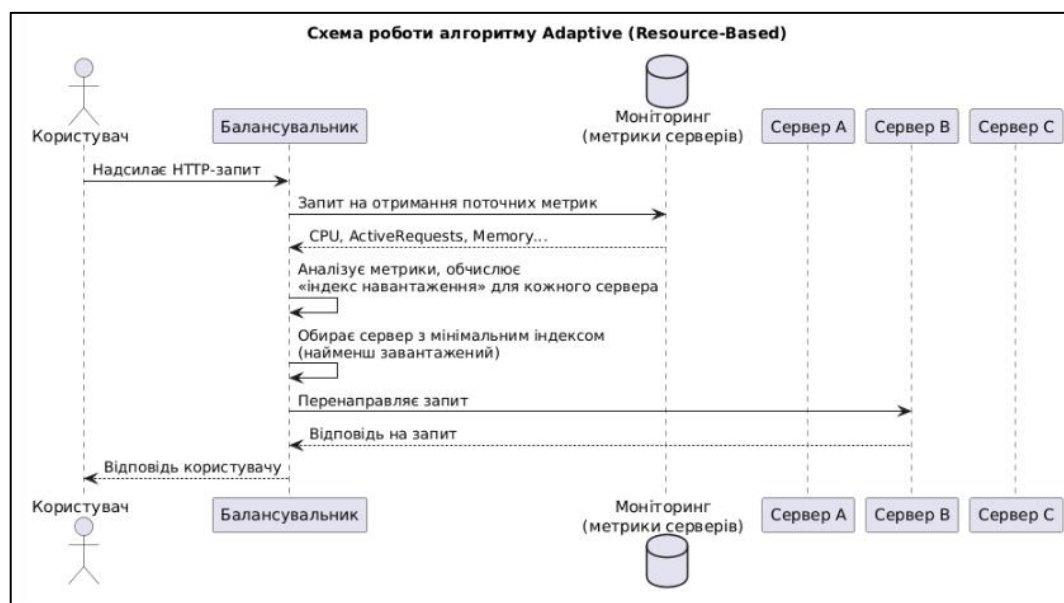 Схема роботи алгоритму Adaptive (Resource-Based)
Користувач
Балансувальник
Моніторинг
(метрики серверів)
Сервер A
Сервер B
Сервер C
Надсилає HTTP-запит
Запит на отримання поточних метрик
CPU, ActiveRequests, Memory...
Аналізує метрики, обчислює
«індекс навантаження» для кожного сервера
Обирає сервер з мінімальним індексом
(найменш завантажений)
Перенаправляє запит
Відповідь на запит
Відповідь користувачу
Користувач
Балансувальник
Моніторинг
(метрики серверів)
Сервер A
Сервер B
Сервер C